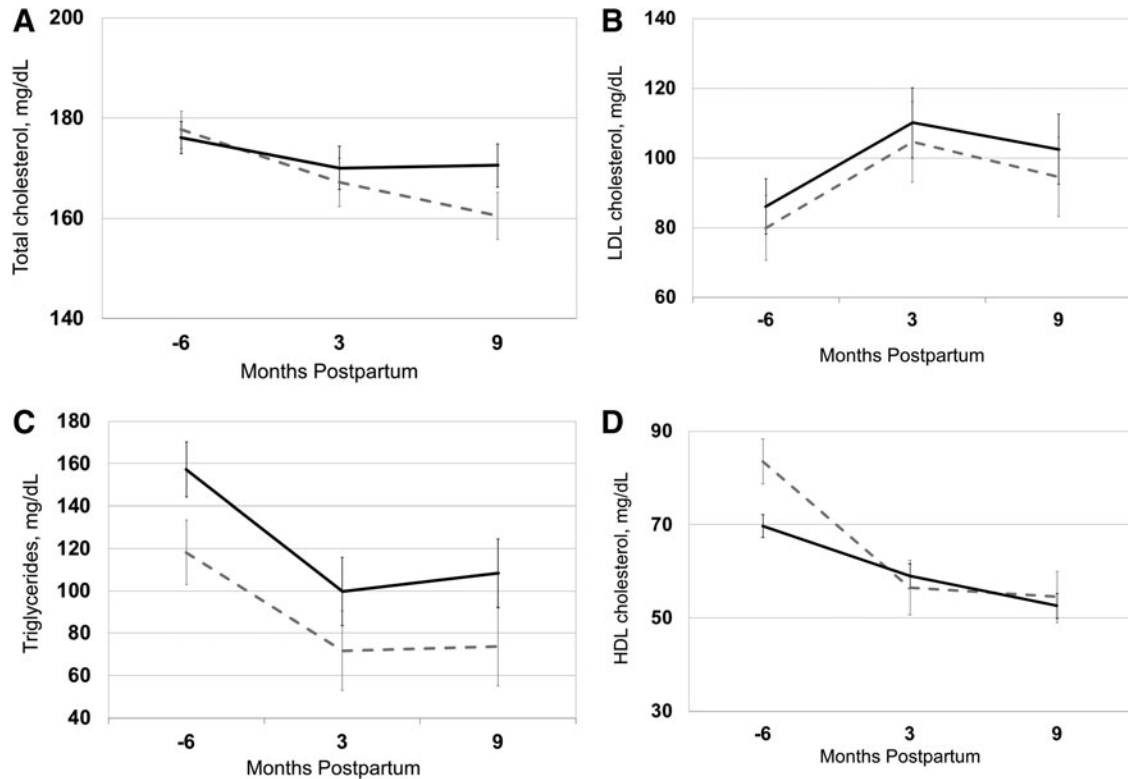 A
Total cholesterol, mg/dL
200
180
160
140
-6 3 9
Months Postpartum
B
LDL cholesterol, mg/dL
140
120
100
80
60
-6 3 9
Months Postpartum
C
Triglycerides, mg/dL
180
160
140
120
100
80
60
40
-6 3 9
Months Postpartum
D
HDL cholesterol, mg/dL
90
70
50
30
-6 3 9
Months Postpartum